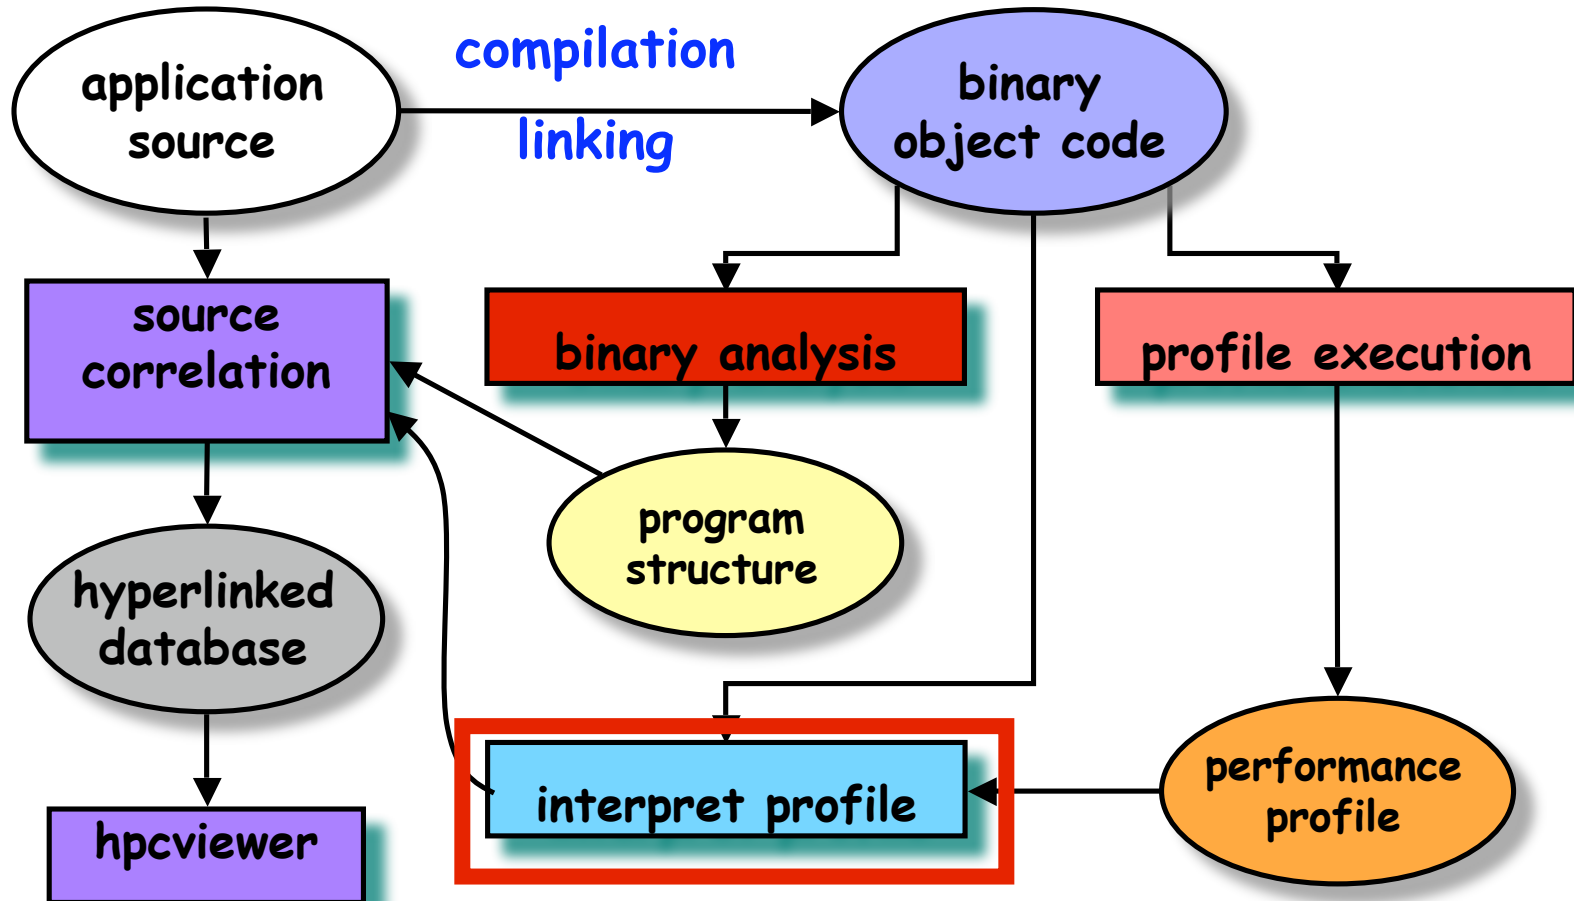 application
source
compilation
linking
binary
object code
source
correlation
binary analysis
profile execution
program
structure
hyperlinked
database
interpret profile
performance
profile
hpcviewer